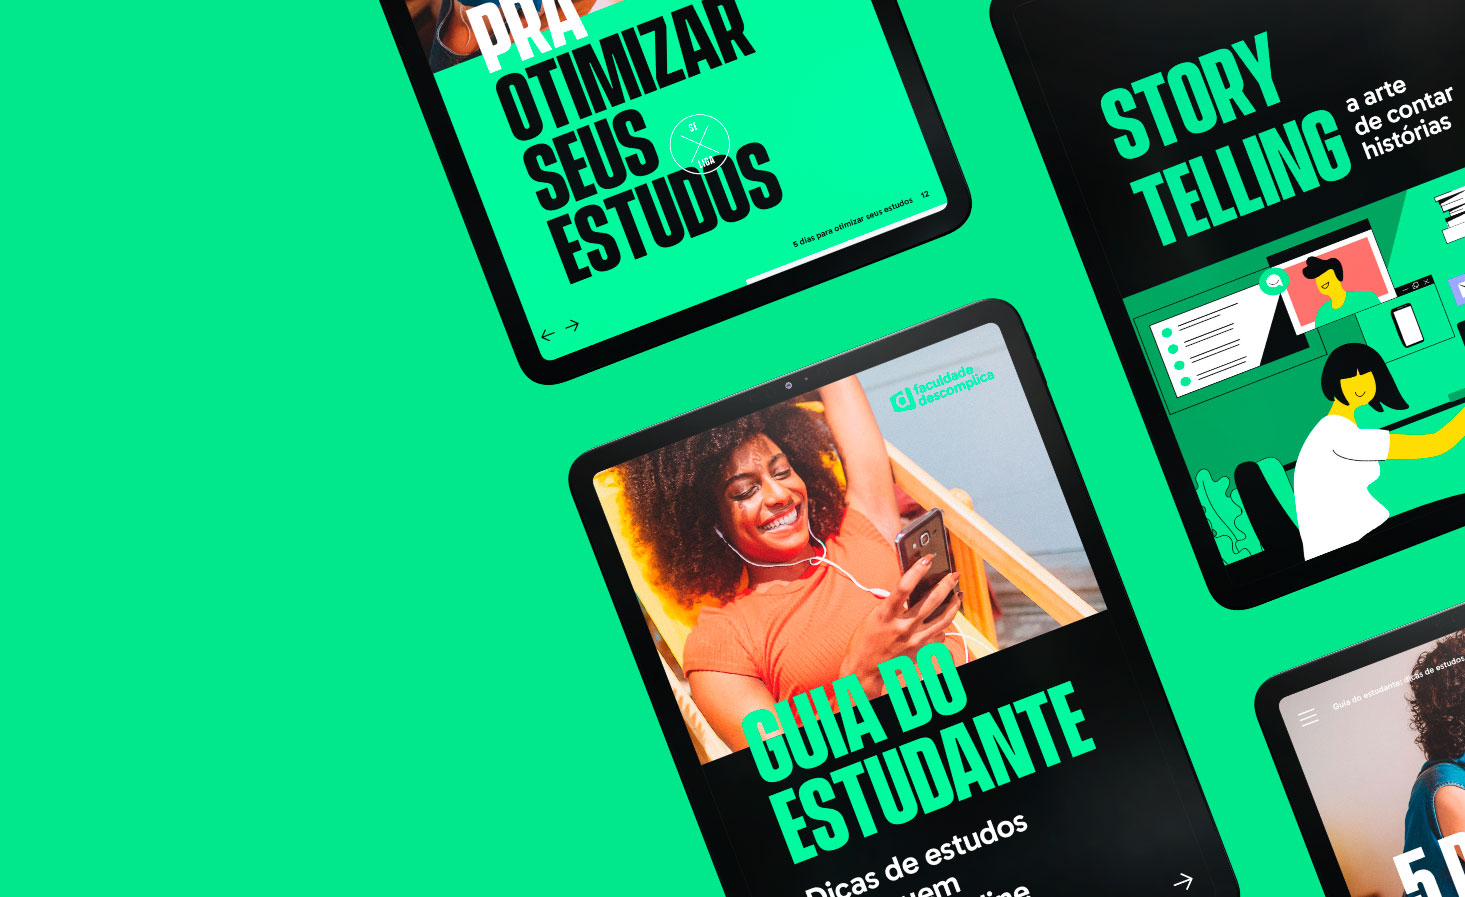 PRA
OTIMIZAR
SEUS
ESTUDOS
SE
LIGA
5 dias para otimizar seus estudos 12
STORY
TELLING
a arte
de contar
histórias
faculdade
descomplica
GUIA DO
ESTUDANTE
Dicas de estudos
Guia do estudante: dicas de estudos
5